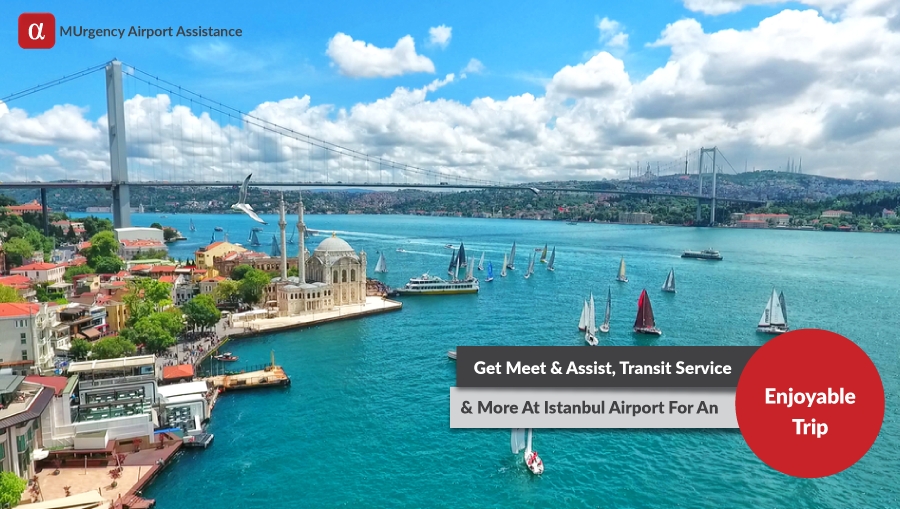 α MUrgency Airport Assistance
Get Meet & Assist, Transit Service
& More At Istanbul Airport For An
Enjoyable
Trip